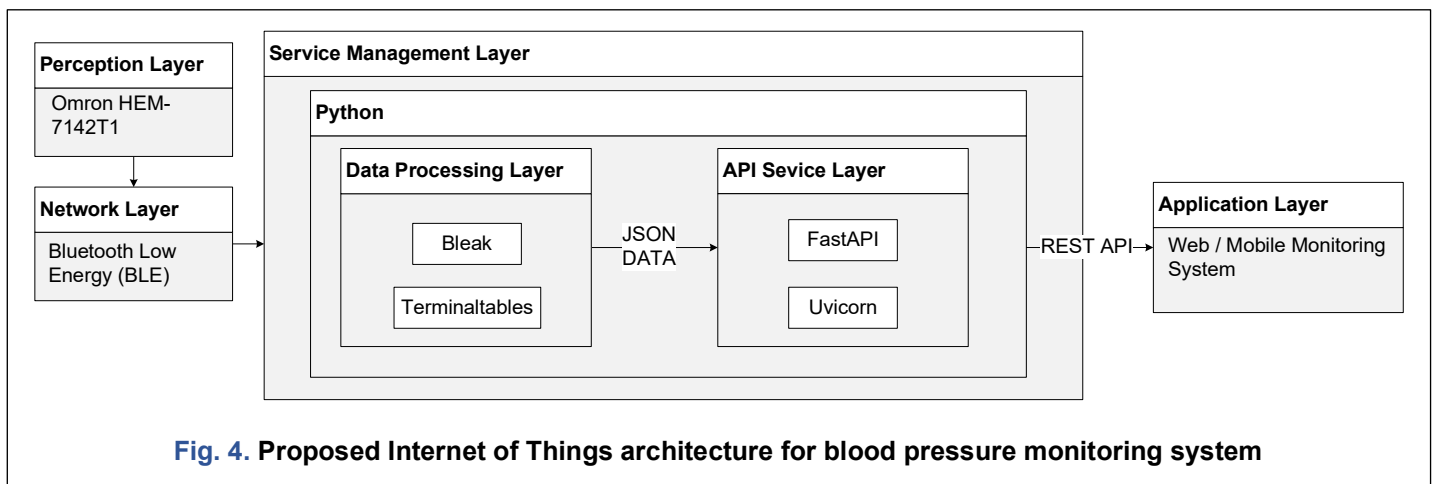 Perception Layer
Omron HEM-
7142T1
Network Layer
Bluetooth Low
Energy (BLE)
Service Management Layer
Python
Data Processing Layer
Bleak
Terminaltables
JSON
DATA
API Sevice Layer
FastAPI
Uvicorn
REST API
Application Layer
Web / Mobile Monitoring
System
Fig. 4. Proposed Internet of Things architecture for blood pressure monitoring system